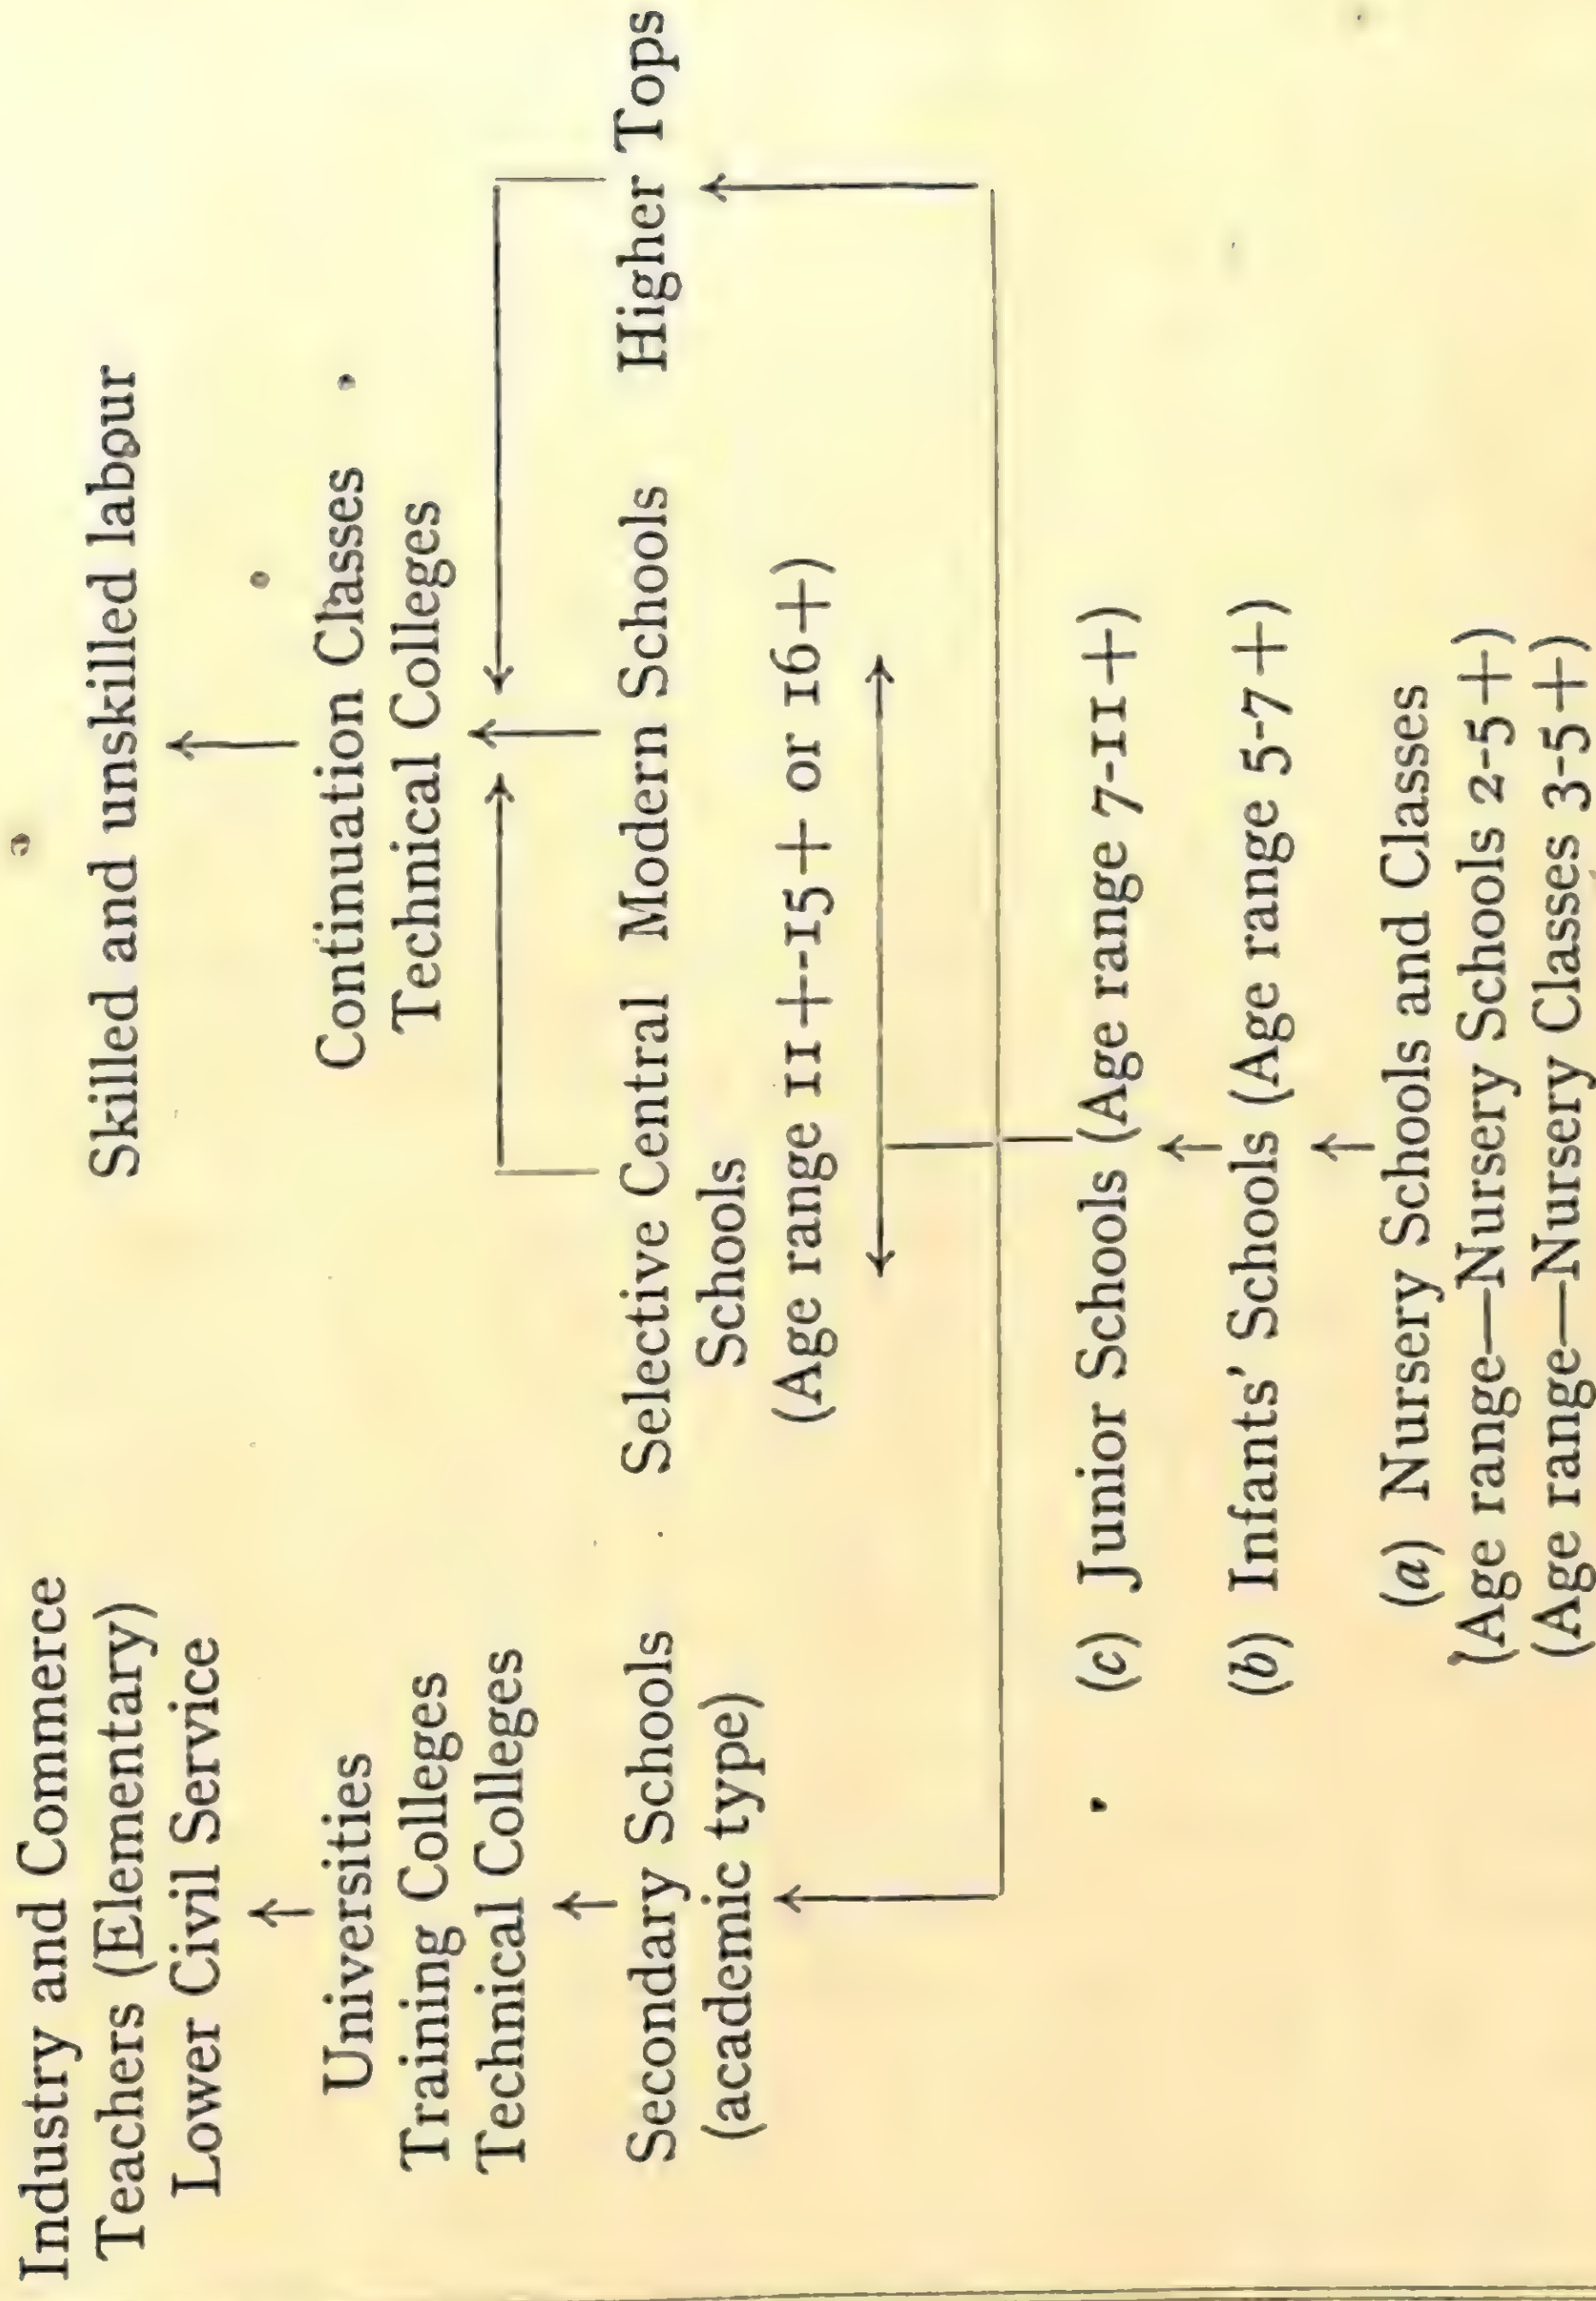 Industry and Commerce
Teachers (Elementary)
Lower Civil Service
Skilled and unskilled labour
Universities
Training Colleges
Technical Colleges
Continuation Classes
Technical Colleges
Secondary Schools
(academic type)
Selective Central
Schools
Modern Schools
Higher Tops
(Age range 11+-15+ or 16+)
(c) Junior Schools (Age range 7-11+)
(b) Infants' Schools (Age range 5-7+)
(a) Nursery Schools and Classes
(Age range—Nursery Schools 2-5+)
(Age range—Nursery Classes 3-5+)